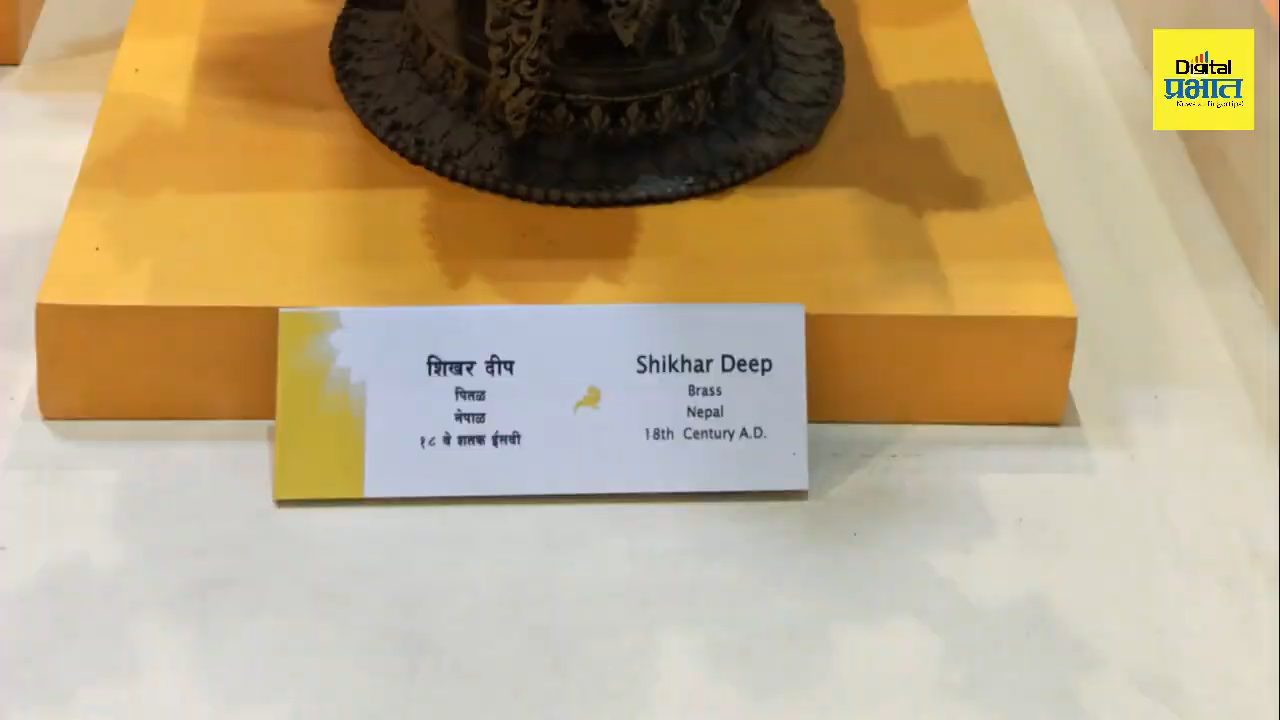 शिखर दीप
पितळ
नेपाळ
१८ वे शतक ईसवी
Shikhar Deep
Brass
Nepal
18th Century A.D.
Digital
प्रभात